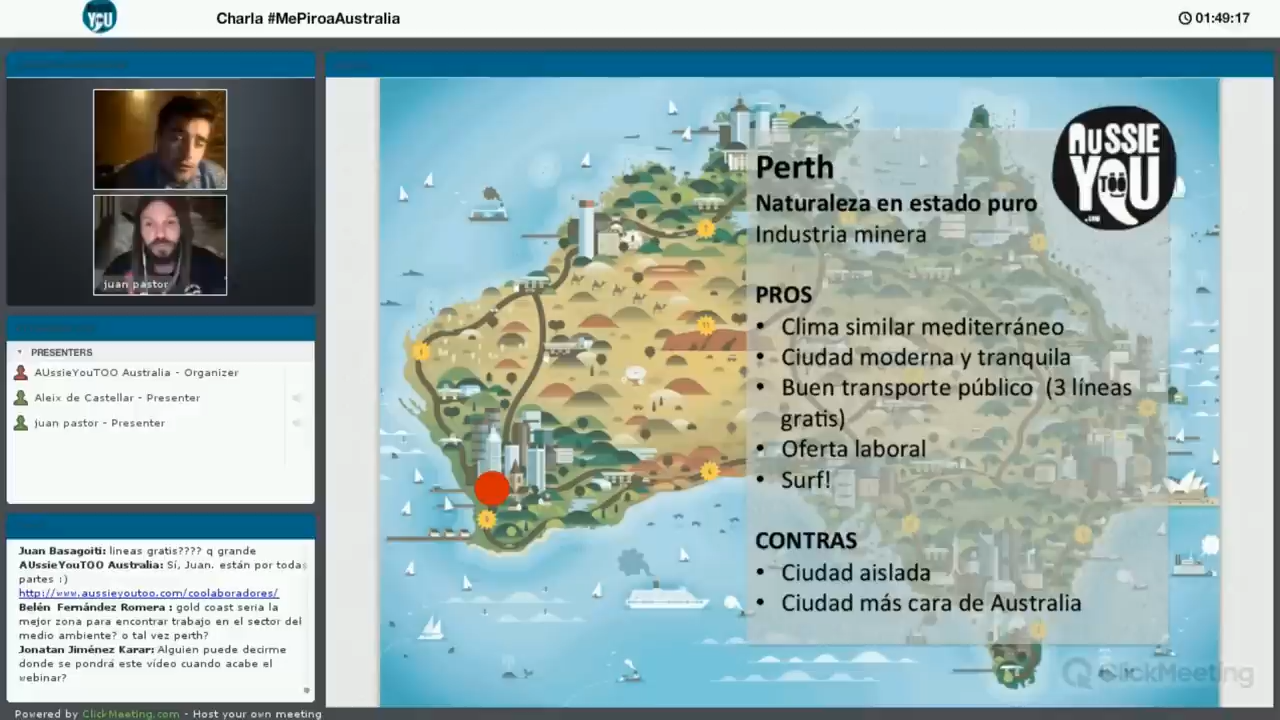 YOU
Charla #MePiroaAustralia
01:49:17
juan pastor
PRESENTERS
AUssieYouTOO Australia - Organizer
Aleix de Castellar - Presenter
juan pastor - Presenter
Juan Basagoiti: lineas gratis???? q grande
AUssieYouTOO Australia: Sí, Juan. están por todas
partes :)
http://www.aussieyoutoo.com/coolaboradores/
Belén Fernández Romera : gold coast seria la
mejor zona para encontrar trabajo en el sector del
medio ambiente? o tal vez perth?
Jonatan Jiménez Karar: Alguien puede decirme
donde se pondrá este vídeo cuando acabe el
webinar?
Powered by ClickMeeting.com - Host your own meeting
AUSSIE
YOU
TOO
.COM
Perth
Naturaleza en estado puro
Industria minera
PROS
• Clima similar mediterráneo
• Ciudad moderna y tranquila
• Buen transporte público (3 líneas
gratis)
• Oferta laboral
• Surf!
CONTRAS
• Ciudad aislada
• Ciudad más cara de Australia
ClickMeeting